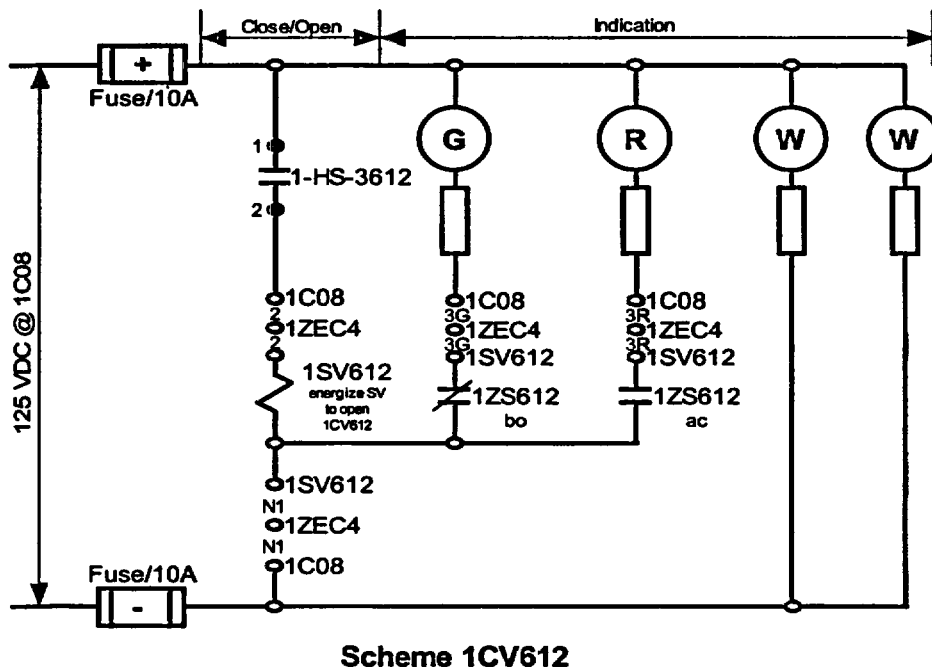 Close/Open
Indication
+
Fuse/10A
G
R
W
W
1
1-HS-3612
2
125 VDC @ 1C08
1C08
2
1ZEC4
2
1SV612
energize SV
to open
1CV612
1C08
3G
1ZEC4
3G
1SV612
1ZS612
bo
1C08
3R
1ZEC4
3R
1SV612
1ZS612
ac
1SV612
N1
1ZEC4
N1
1C08
Fuse/10A
-
Scheme 1CV612